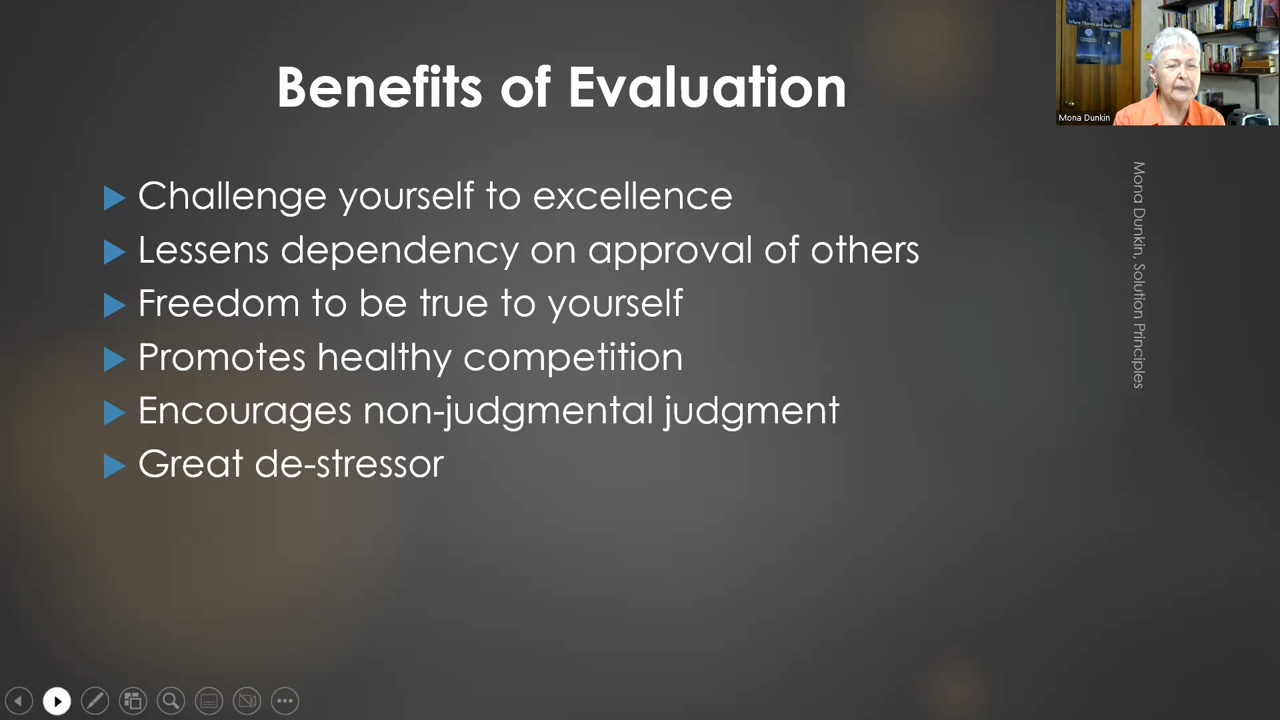 Benefits of Evaluation
Challenge yourself to excellence
Lessens dependency on approval of others
Freedom to be true to yourself
Promotes healthy competition
Encourages non-judgmental judgment
Great de-stressor
Mona Dunkin
Mona Dunkin, Solution Principles